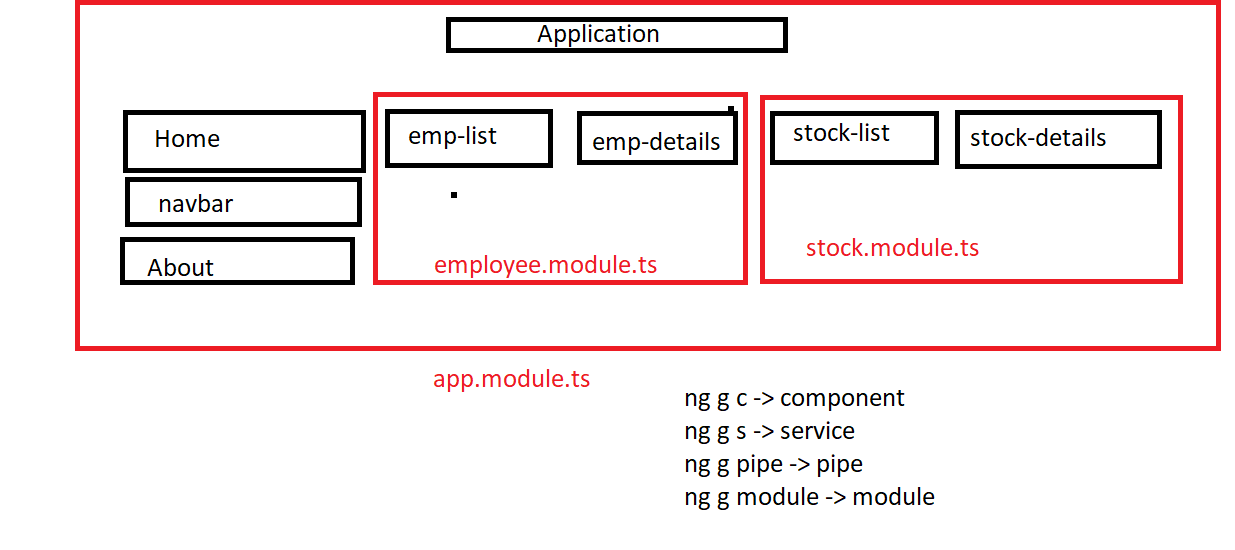 Application
Home
navbar
About
emp-list
emp-details
employee.module.ts
stock-list
stock-details
stock.module.ts
app.module.ts
ng g c -> component
ng g s -> service
ng g pipe -> pipe
ng g module -> module